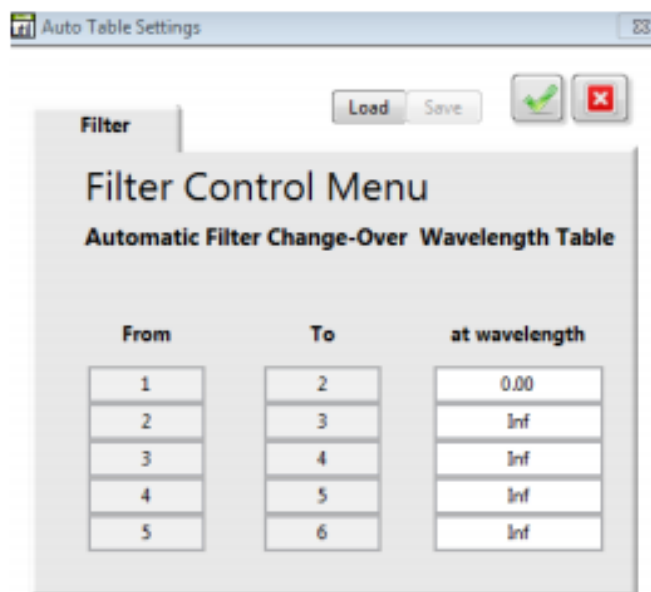 Auto Table Settings
Load Save
Filter
Filter Control Menu
Automatic Filter Change-Over Wavelength Table
From To at wavelength
1 2 0.00
2 3 Inf
3 4 Inf
4 5 Inf
5 6 Inf